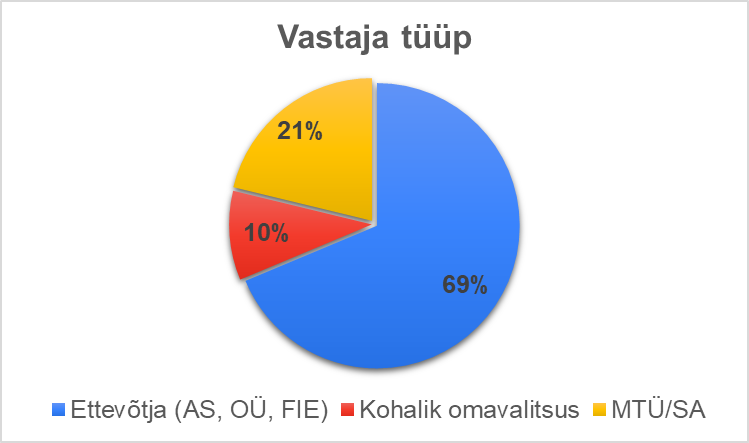 Vastaja tüüp
21%
10%
69%
Ettevõtja (AS, OÜ, FIE) Kohalik omavalitsus MTÜ/SA